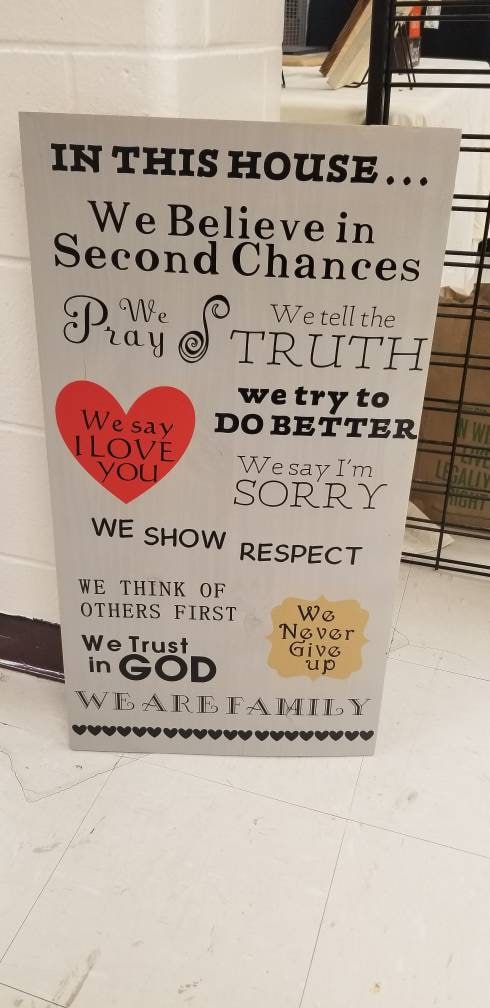 IN THIS HOUSE...
We Believe in
Second Chances
We
Pray
We tell the
TRUTH
We say
I LOVE
YOU
we try to
DO BETTER
We say I'm
SORRY
WE SHOW RESPECT
WE THINK OF
OTHERS FIRST
We
Never
Give
up
We Trust
in GOD
WE ARE FAMILY